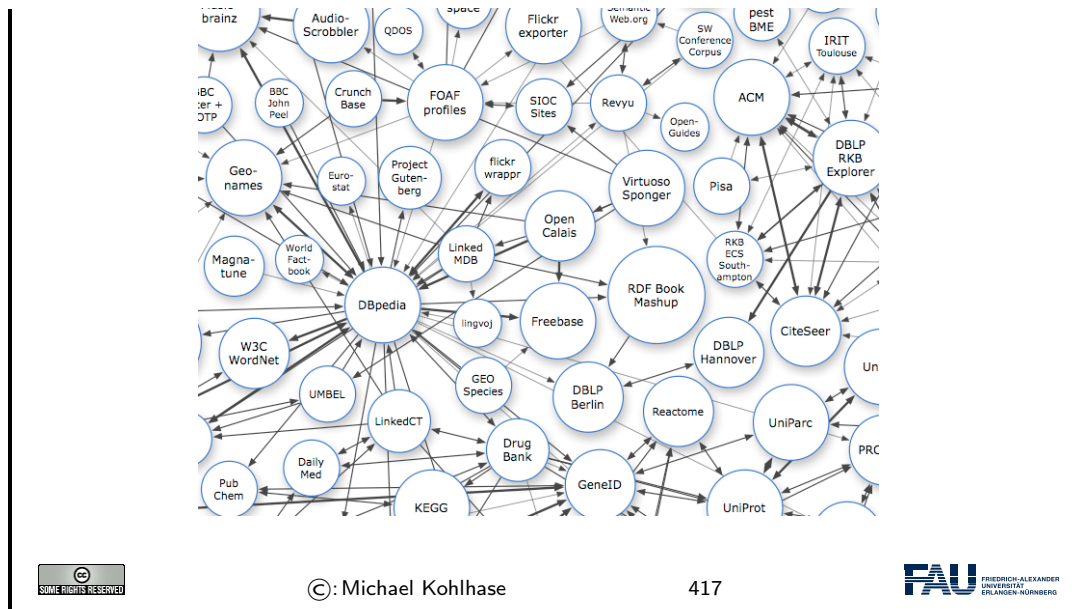 brainz
Audio-
Scrobbler
QDOS
space
Flickr
exporter
Semantic
Web.org
SW
Conference
Corpus
pest
BME
IRIT
Toulouse
BBC
John
Peel
Crunch
Base
FOAF
profiles
SIOC
Sites
Revyu
Open-
Guides
ACM
DBLP
RKB
Explorer
Geo-
names
Euro-
stat
Project
Guten-
berg
flickr
wrappr
Virtuoso
Sponger
Pisa
Open
Calais
Magna-
tune
World
Fact-
book
Linked
MDB
RKB
ECS
South-
ampton
DBpedia
lingvoj
Freebase
RDF Book
Mashup
CiteSeer
W3C
WordNet
DBLP
Hannover
UMBEL
GEO
Species
DBLP
Berlin
Un
LinkedCT
Reactome
UniParc
Daily
Med
Drug
Bank
PRO
Pub
Chem
KEGG
GeneID
UniProt
cc
SOME RIGHTS RESERVED
©: Michael Kohlhase
417
FAU
FRIEDRICH-ALEXANDER
UNIVERSITÄT
ERLANGEN-NÜRNBERG